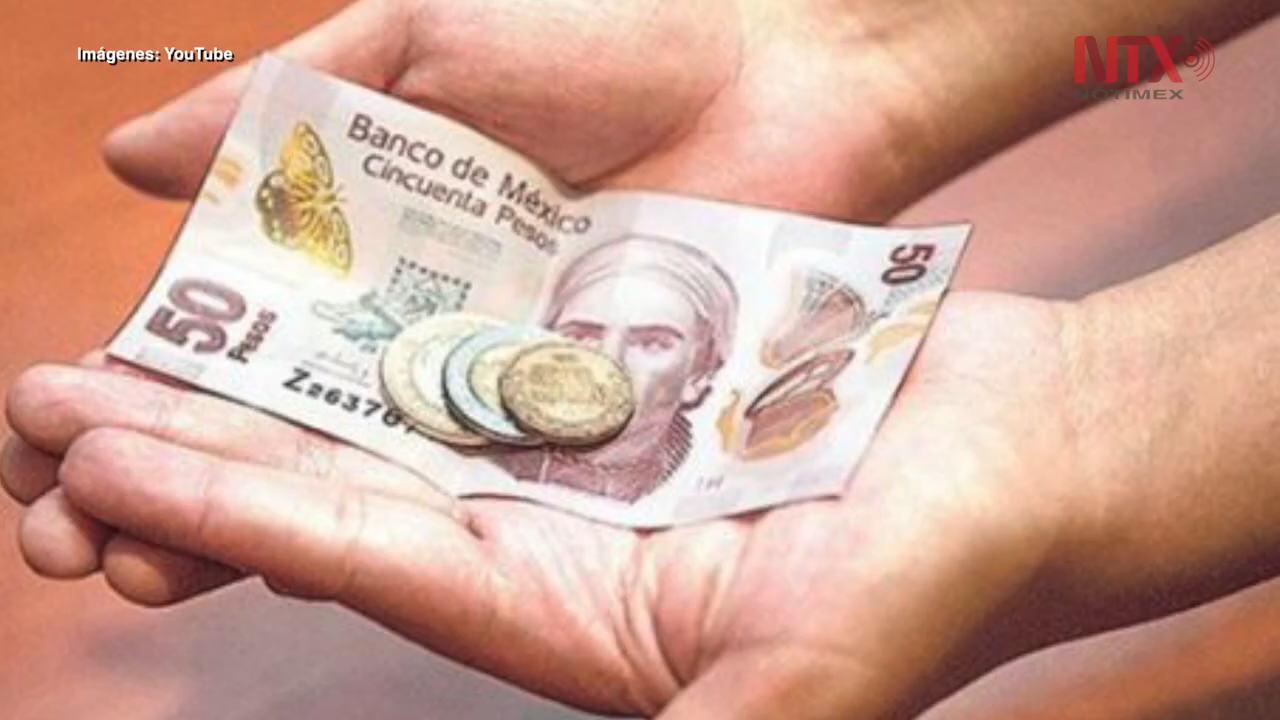 Imágenes: YouTube
NTX
NOTIMEX
Banco de México
Cincuenta Pesos
50
50
Pesos